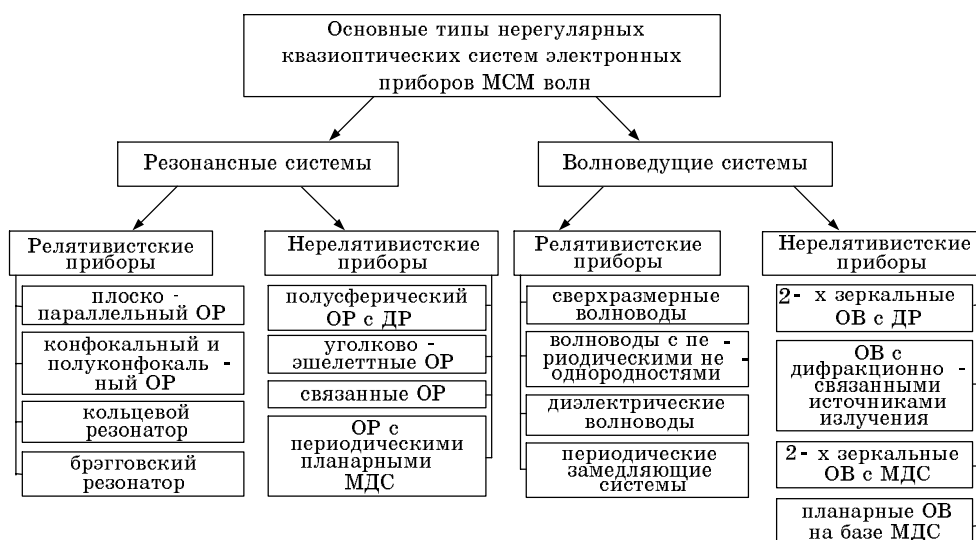 Основные типы нерегулярных
квазиоптических систем электронных
приборов МСМ волн
Резонансные системы
Волноведущие системы
Релятивистские
приборы
Нерелятивистские
приборы
Релятивистские
приборы
Нерелятивистские
приборы
плоско -
параллельный ОР
конфокальный и
полуконфокаль -
ный ОР
кольцевой
резонатор
брэгговский
резонатор
полусферический
ОР с ДР
уголково -
эшелеттные ОР
связанные ОР
ОР с
периодическими
планарными
МДС
сверхразмерные
волноводы
волноводы с пе -
риодическими не -
однородностями
диэлектрические
волноводы
периодические
замедляющие
системы
2- х зеркальные
ОВ с ДР
ОВ с
дифракционно -
связанными
источниками
излучения
2- х зеркальные
ОВ с МДС
планарные ОВ
на базе МДС